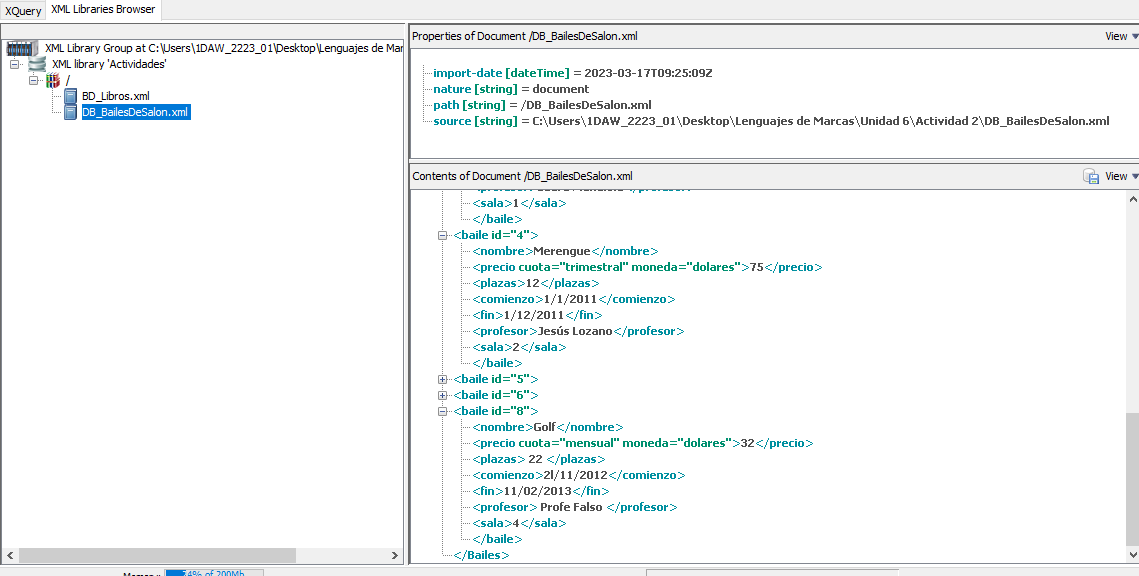 XQuery XML Libraries Browser
XML Library Group at C:\Users\1DAW_2223_01\Desktop\Lenguajes de Mar
XML library 'Actividades'
/
BD_Libros.xml
DB_BailesDeSalon.xml
Properties of Document /DB_BailesDeSalon.xml View
import-date [dateTime] = 2023-03-17T09:25:09Z
nature [string] = document
path [string] = /DB_BailesDeSalon.xml
source [string] = C:\Users\1DAW_2223_01\Desktop\Lenguajes de Marcas\Unidad 6\Actividad 2\DB_BailesDeSalon.xml
Contents of Document /DB_BailesDeSalon.xml View
<sala>1</sala>
</baile>
<baile id="4">
<nombre>Merengue</nombre>
<precio cuota="trimestral" moneda="dolares">75</precio>
<plazas>12</plazas>
<comienzo>1/1/2011</comienzo>
<fin>1/12/2011</fin>
<profesor>Jesús Lozano</profesor>
<sala>2</sala>
</baile>
<baile id="5">
<baile id="6">
<baile id="8">
<nombre>Golf</nombre>
<precio cuota="mensual" moneda="dolares">32</precio>
<plazas> 22 </plazas>
<comienzo>2l/11/2012</comienzo>
<fin>11/02/2013</fin>
<profesor> Profe Falso </profesor>
<sala>4</sala>
</baile>
</Bailes>
4% of 200Mb